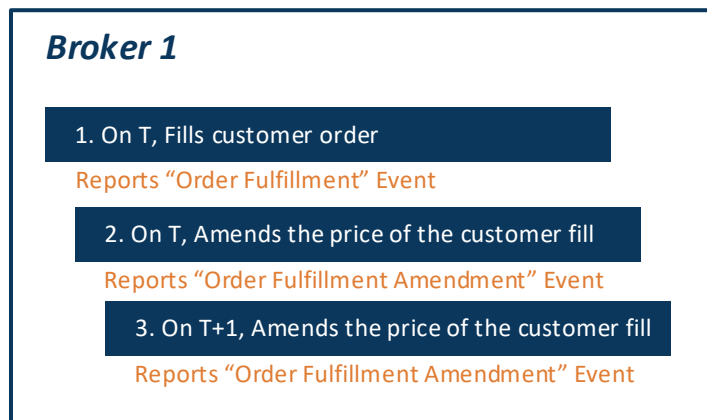 Broker 1
1. On T, Fills customer order
Reports “Order Fulfillment” Event
2. On T, Amends the price of the customer fill
Reports “Order Fulfillment Amendment” Event
3. On T+1, Amends the price of the customer fill
Reports “Order Fulfillment Amendment” Event